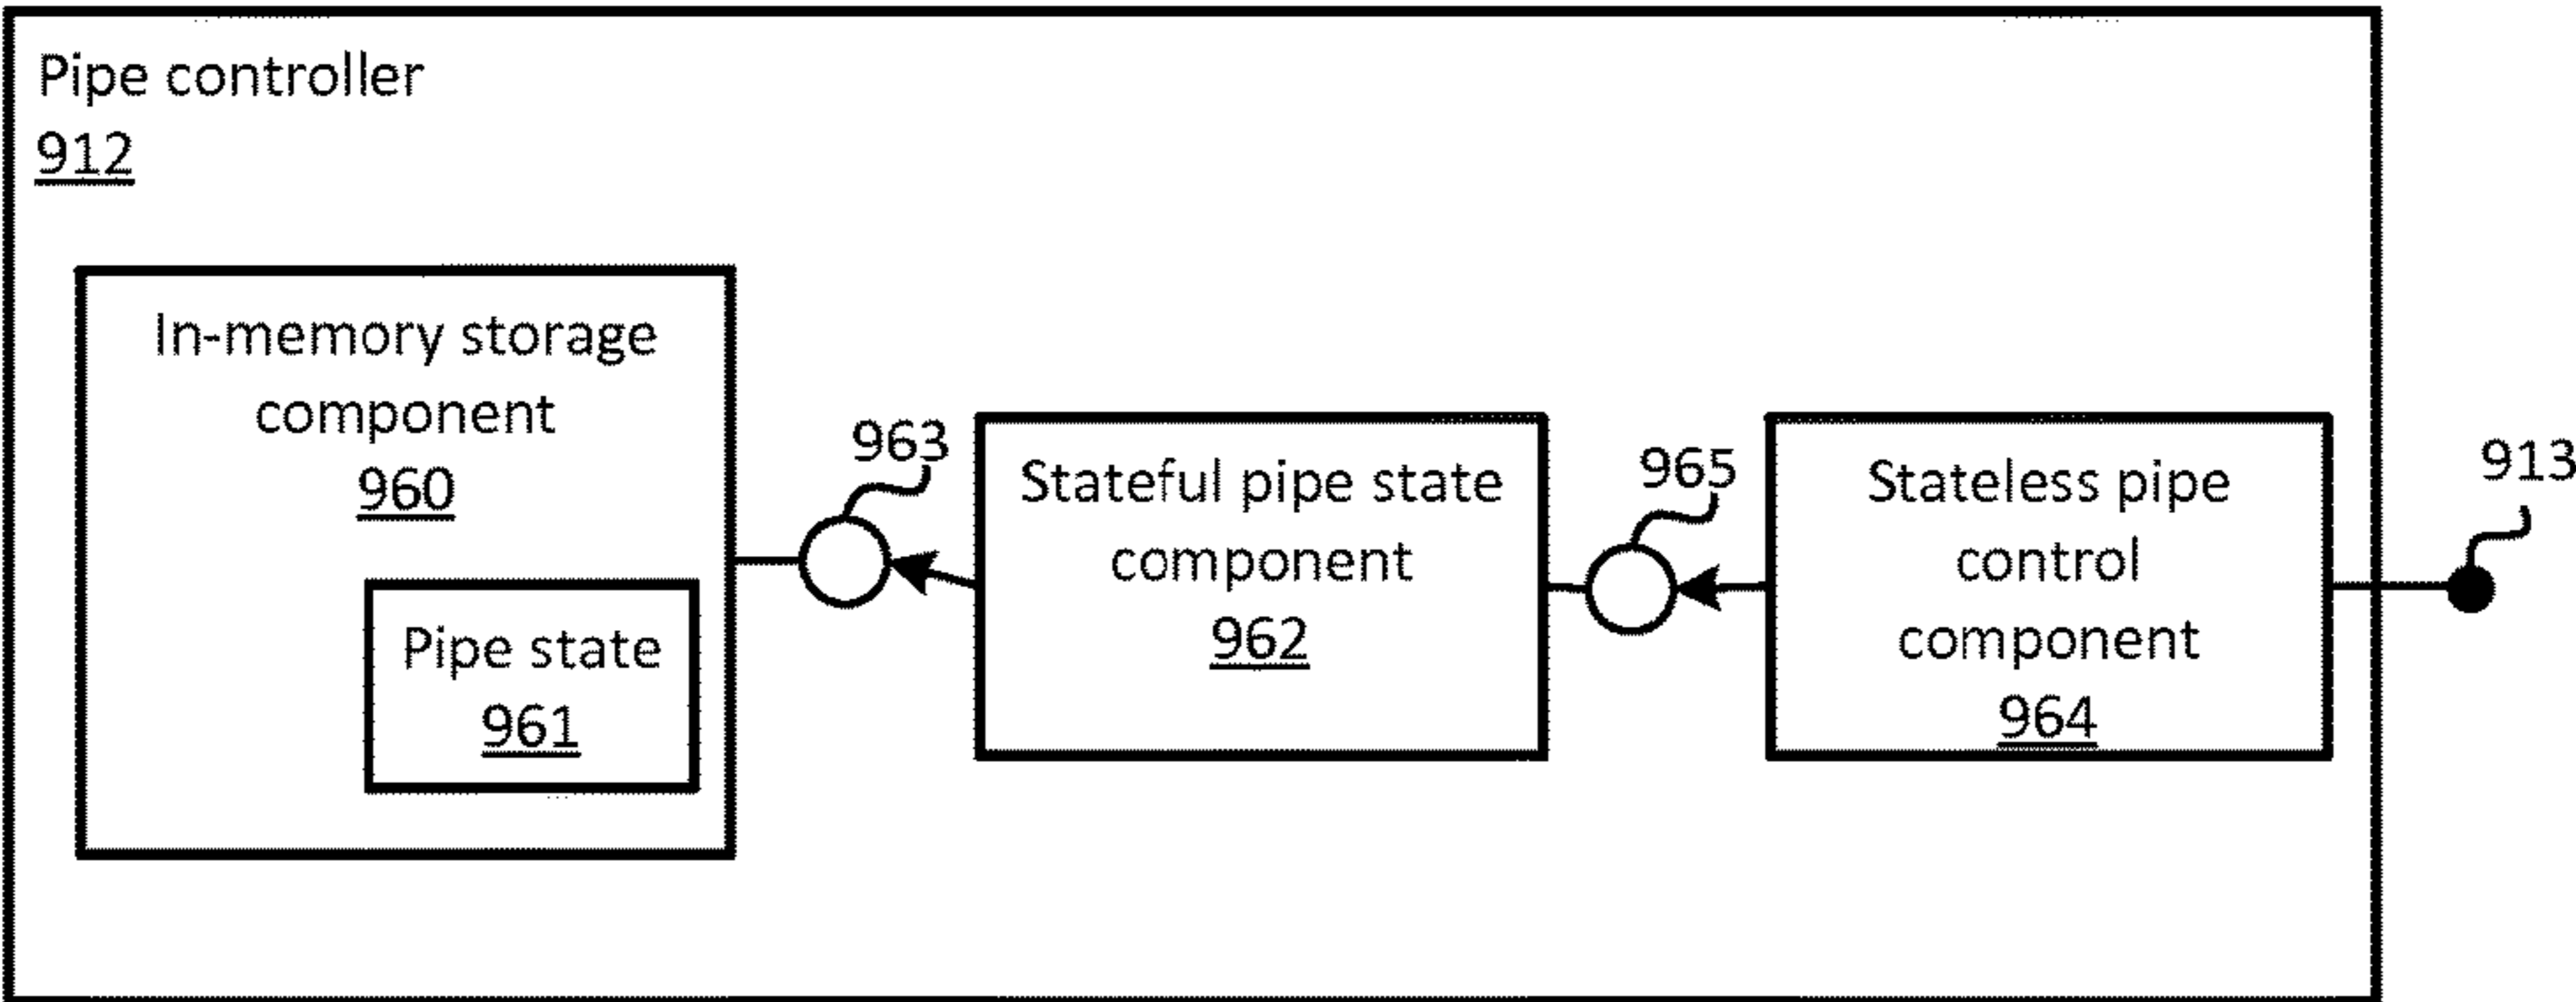 Pipe controller
912
In-memory storage
component
960
Pipe state
961
963
Stateful pipe state
component
962
965
Stateless pipe
control
component
964
913